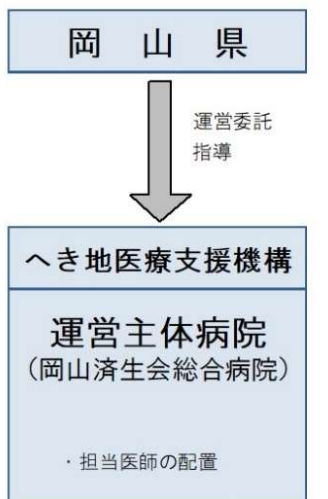 岡山県
運営委託
指導
へき地医療支援機構
運営主体病院
(岡山済生会総合病院)
・担当医師の配置